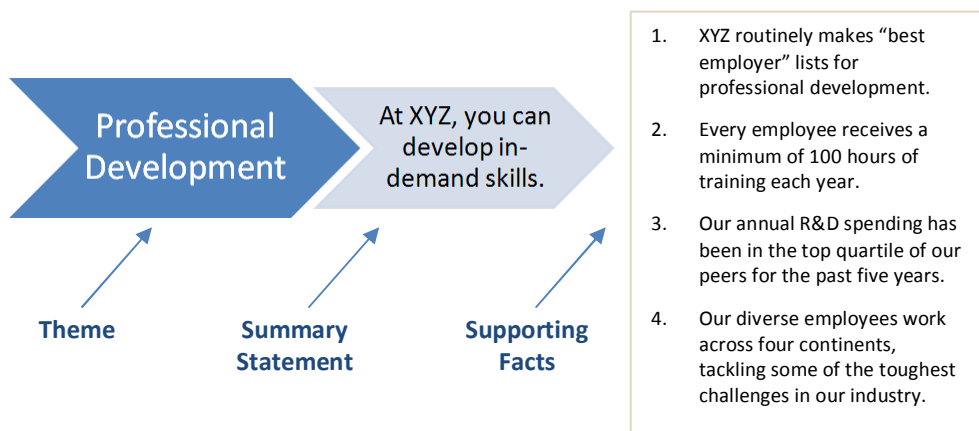 Professional
Development
At XYZ, you can
develop in-
demand skills.
Theme
Summary
Statement
Supporting
Facts
1. XYZ routinely makes “best
employer” lists for
professional development.
2. Every employee receives a
minimum of 100 hours of
training each year.
3. Our annual R&D spending has
been in the top quartile of our
peers for the past five years.
4. Our diverse employees work
across four continents,
tackling some of the toughest
challenges in our industry.